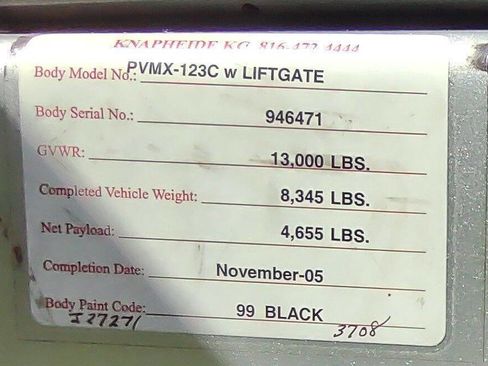 KNAPHEIDE KC 816-472-4444
Body Model No.: PVMX-123C w LIFTGATE
Body Serial No.: 946471
GVWR: 13,000 LBS.
Completed Vehicle Weight: 8,345 LBS.
Net Payload: 4,655 LBS.
Completion Date: November-05
Body Paint Code: 99 BLACK
I27271 3708